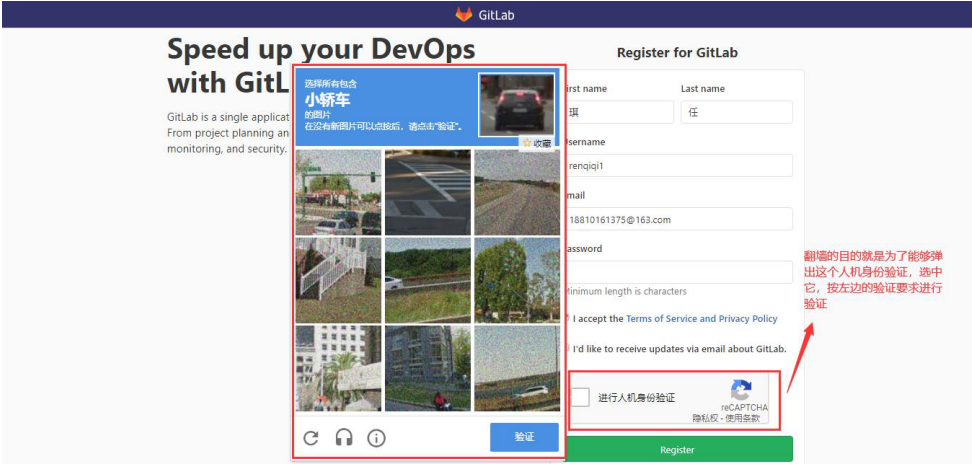 GitLab
Speed up your DevOps
with GitL
GitLab is a single applicat
From project planning an
monitoring, and security.
选择所有包含
小轿车
的图片
在没有新图片可以点按后，请点击“验证”。
收藏
验证
Register for GitLab
irst name
Last name
琪
任
Username
renqiqi1
mail
18810161375@163.com
assword
Minimum length is characters
I accept the Terms of Service and Privacy Policy
I'd like to receive updates via email about GitLab.
进行人机身份验证
reCAPTCHA
隐私权 - 使用条款
Register
翻墙的目的就是为了能够弹
出这个人机身份验证，选中
它，按左边的验证要求进行
验证